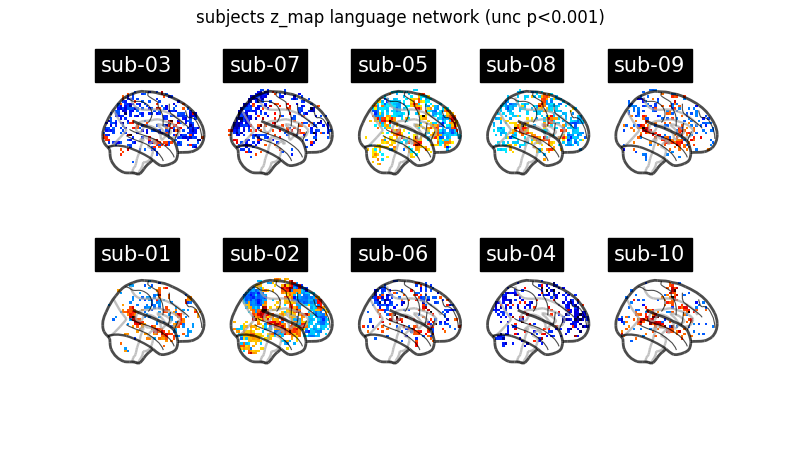 subjects z_map language network (unc p<0.001)
sub-03
sub-07
sub-05
sub-08
sub-09
sub-01
sub-02
sub-06
sub-04
sub-10